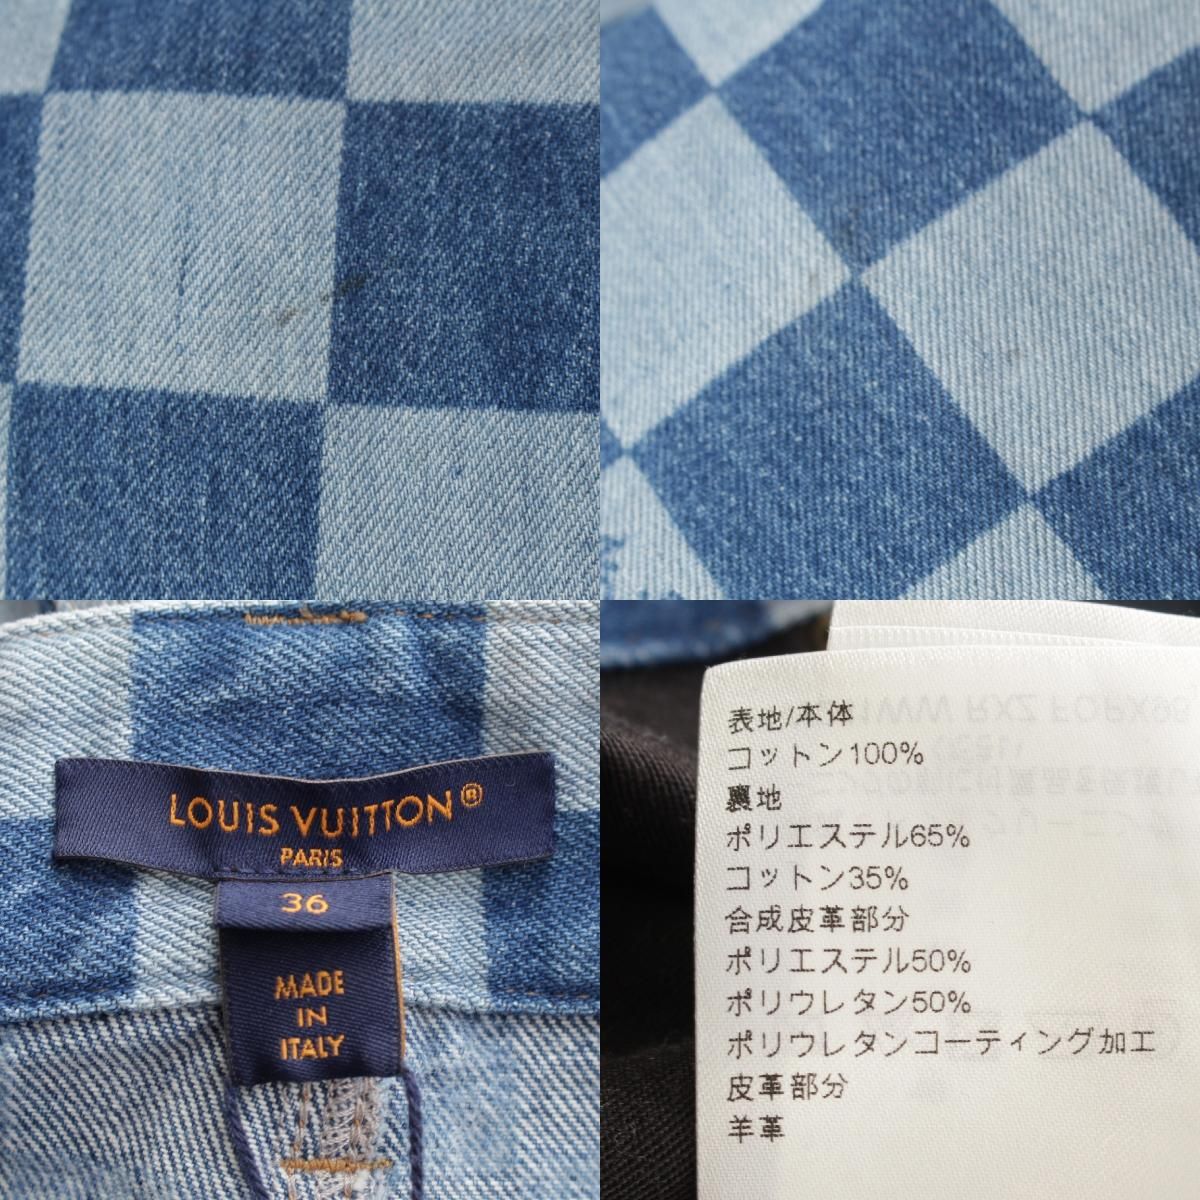 LOUIS VUITTON®
PARIS
36
MADE
IN
ITALY
表地/本体
コットン100%
裏地
ポリエステル65%
コットン35%
合成皮革部分
ポリエステル50%
ポリウレタン50%
ポリウレタンコーティング加工
皮革部分
羊革